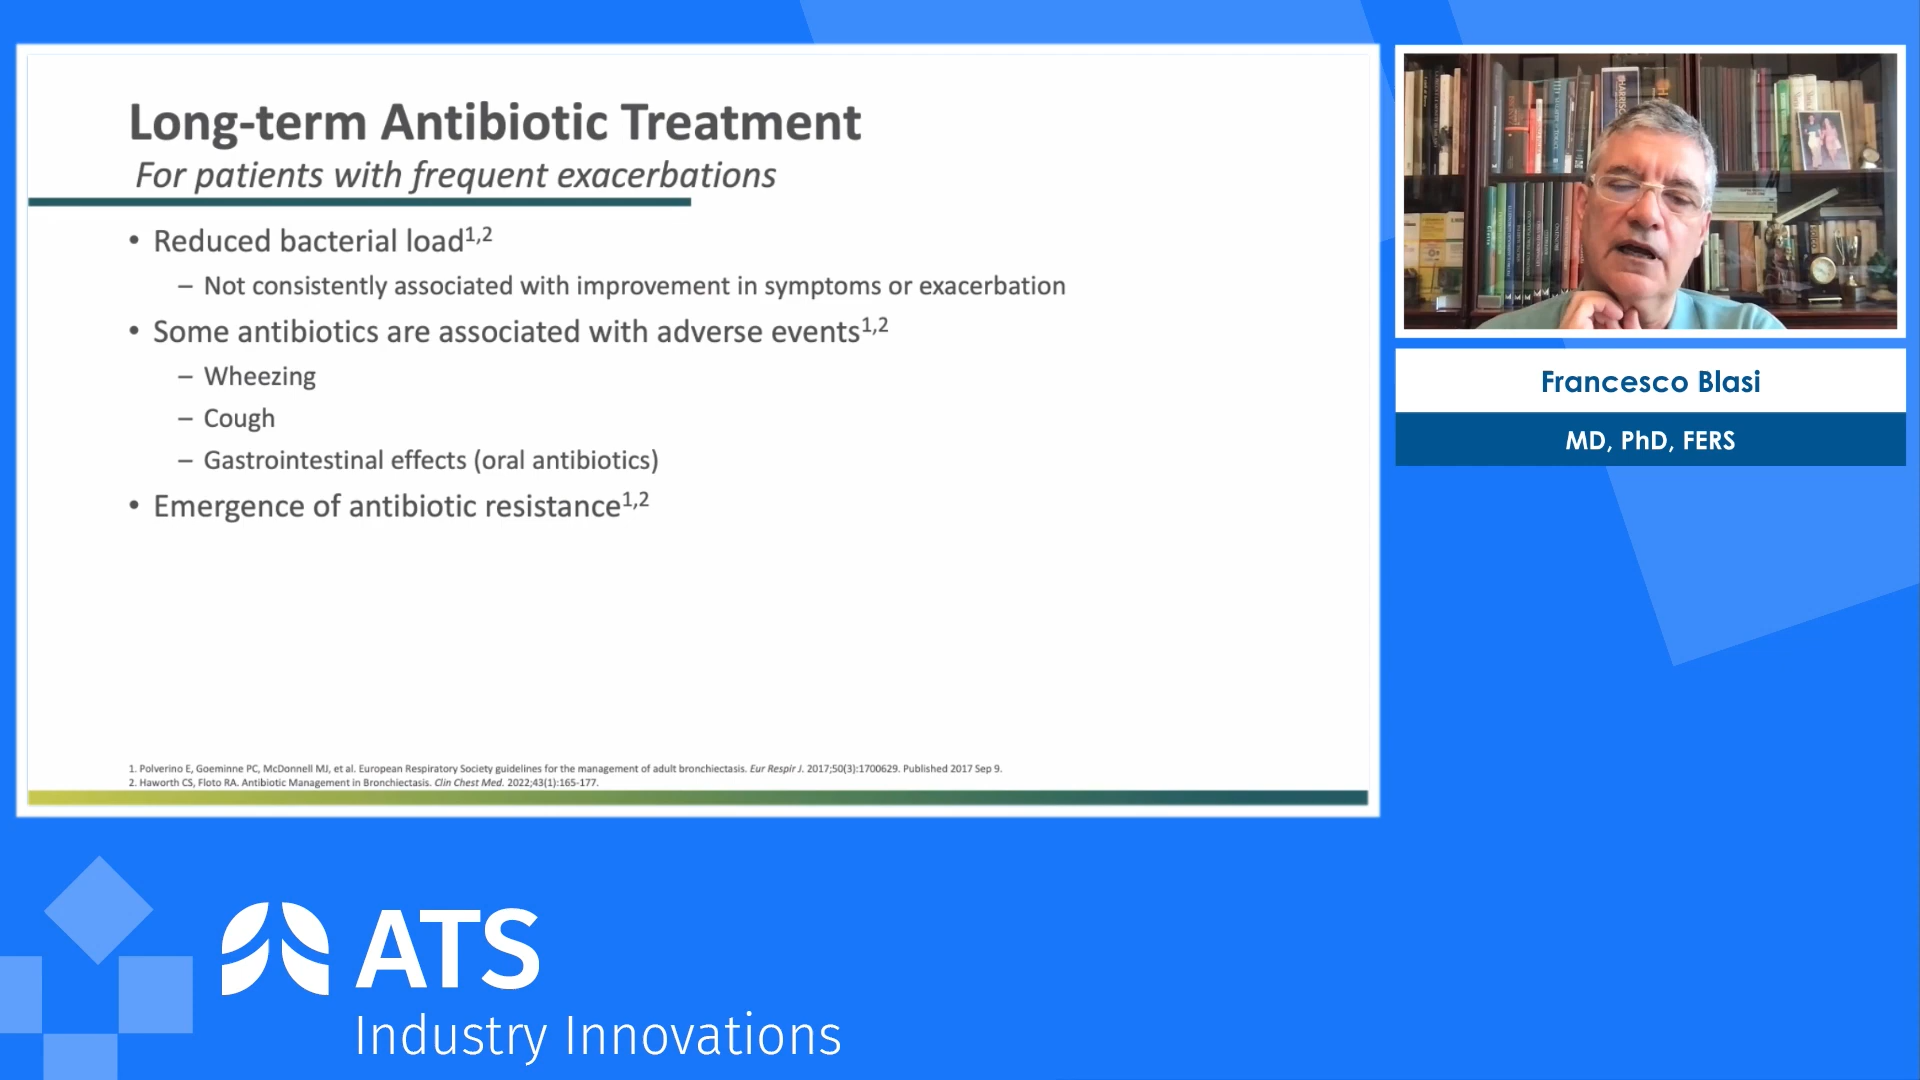 Long-term Antibiotic Treatment
For patients with frequent exacerbations
• Reduced bacterial load1,2
– Not consistently associated with improvement in symptoms or exacerbation
• Some antibiotics are associated with adverse events1,2
– Wheezing
– Cough
– Gastrointestinal effects (oral antibiotics)
• Emergence of antibiotic resistance1,2
1. Polverino E, Goeminne PC, McDonnell MJ, et al. European Respiratory Society guidelines for the management of adult bronchiectasis. Eur Respir J. 2017;50(3):1700629. Published 2017 Sep 9.
2. Haworth CS, Floto RA. Antibiotic Management in Bronchiectasis. Clin Chest Med. 2022;43(1):165-177.
Francesco Blasi
MD, PhD, FERS
ATS
Industry Innovations